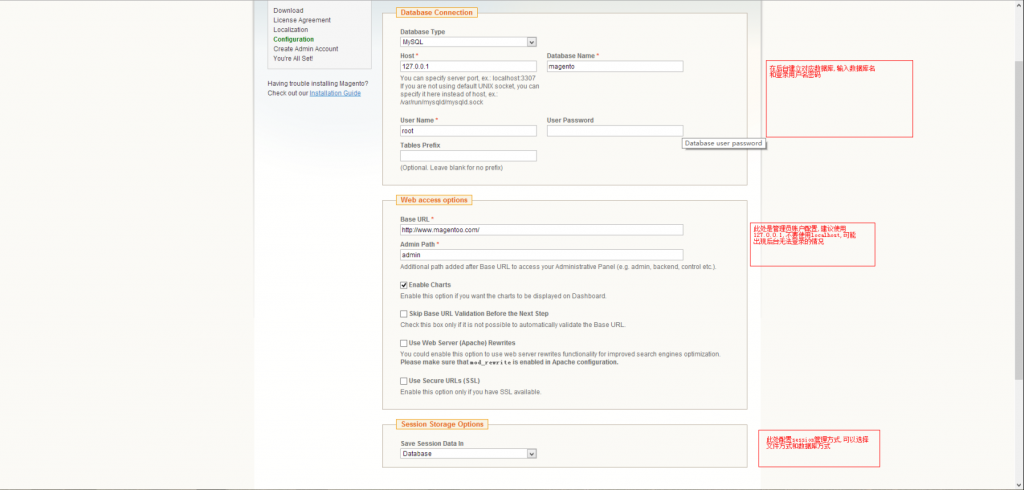 Download
License Agreement
Localization
Configuration
Create Admin Account
You're All Set!
Having trouble installing Magento?
Check out our Installation Guide
Database Connection
Database Type
MySQL
Host *
Database Name *
127.0.0.1
magento
You can specify server port, ex.: localhost:3307
If you are not using default UNIX socket, you can
specify it here instead of host, ex.:
/var/run/mysqld/mysqld.sock
User Name *
User Password
root
Database user password
Tables Prefix
(Optional. Leave blank for no prefix)
在后台建立对应数据库,输入数据库名
和登录用户名密码
Web access options
Base URL *
http://www.magentoo.com/
Admin Path *
admin
Additional path added after Base URL to access your Administrative Panel (e.g. admin, backend, control etc.).
Enable Charts
Enable this option if you want the charts to be displayed on Dashboard.
Skip Base URL Validation Before the Next Step
Check this box only if it is not possible to automatically validate the Base URL.
Use Web Server (Apache) Rewrites
You could enable this option to use web server rewrites functionality for improved search engines optimization.
Please make sure that mod_rewrite is enabled in Apache configuration.
Use Secure URLs (SSL)
Enable this option only if you have SSL available.
此处是管理员账户配置,建议使用
127.0.0.1,不要使用localhost,可能
出现后台无法登录的情况
Session Storage Options
Save Session Data In
Database
此处配置session管理方式,可以选择
文件方式和数据库方式